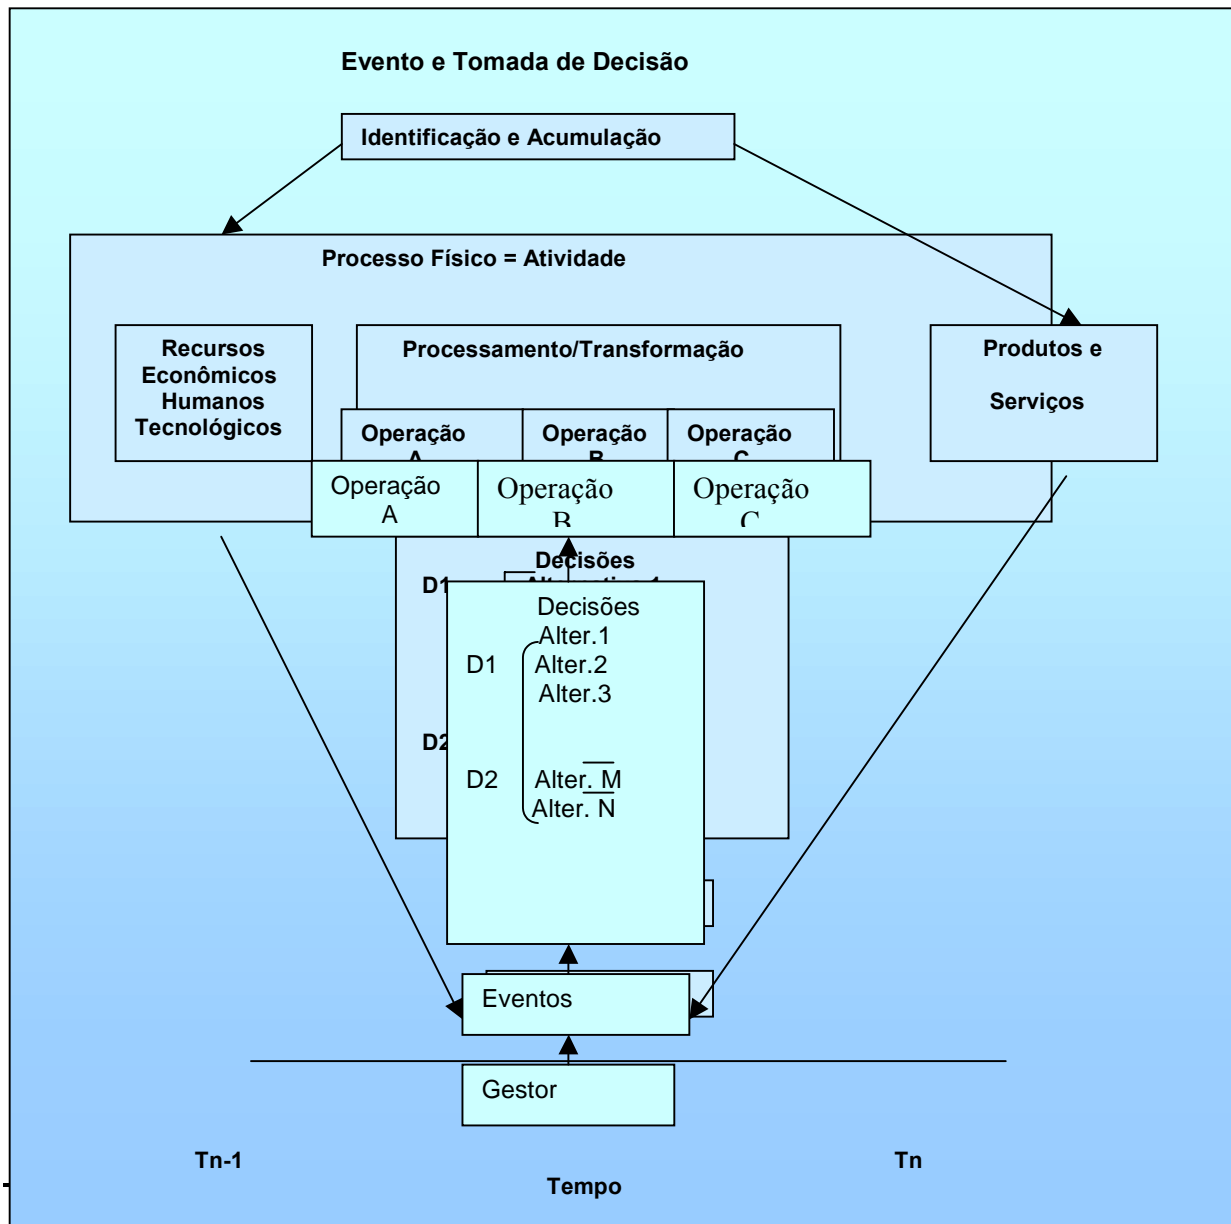 Evento e Tomada de Decisão
Identificação e Acumulação
Processo Físico = Atividade
Recursos
Econômicos
Humanos
Tecnológicos
Processamento/Transformação
Produtos e
Serviços
Operação
A
Operação
B
Operação
C
Operação
A
Operação
B
Operação
C
Decisões
D1
Decisões
Alter.1
D1
Alter.2
Alter.3
D2
D2
Alter. M
Alter. N
Eventos
Gestor
Tn-1
Tn
Tempo